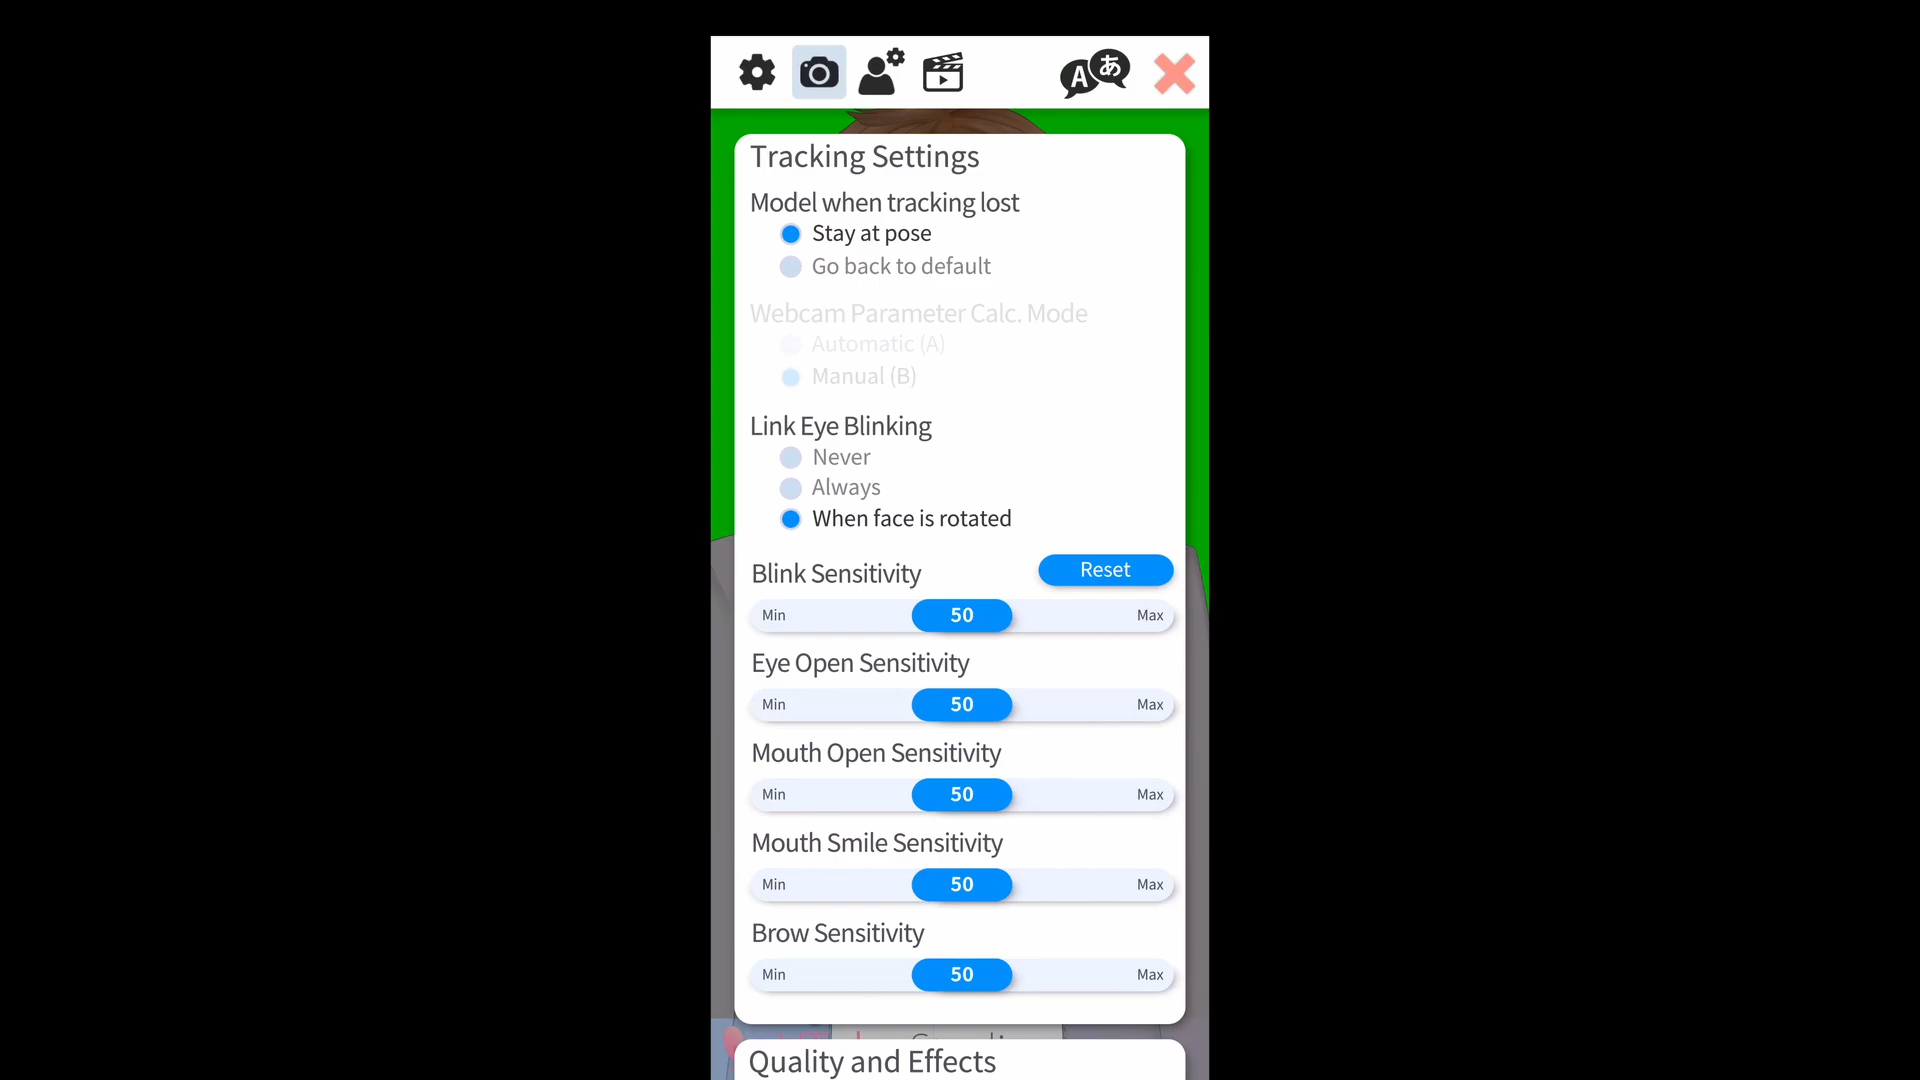 A あ
Tracking Settings
Model when tracking lost
Stay at pose
Go back to default
Webcam Parameter Calc. Mode
Automatic (A)
Manual (B)
Link Eye Blinking
Never
Always
When face is rotated
Blink Sensitivity Reset
Min 50 Max
Eye Open Sensitivity
Min 50 Max
Mouth Open Sensitivity
Min 50 Max
Mouth Smile Sensitivity
Min 50 Max
Brow Sensitivity
Min 50 Max
Quality and Effects